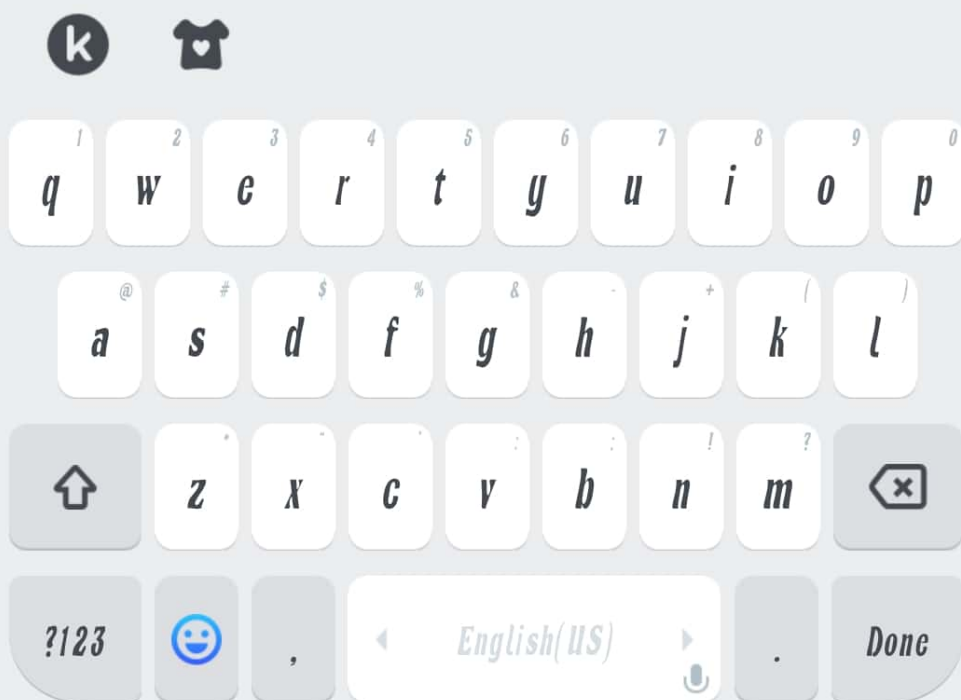 k
1 2 3 4 5 6 7 8 9 0
q w e r t y u i o p
@ # $ % & - + ( )
a s d f g h j k l
: ! ?
z x c v b n m
?123 , English(US) . Done